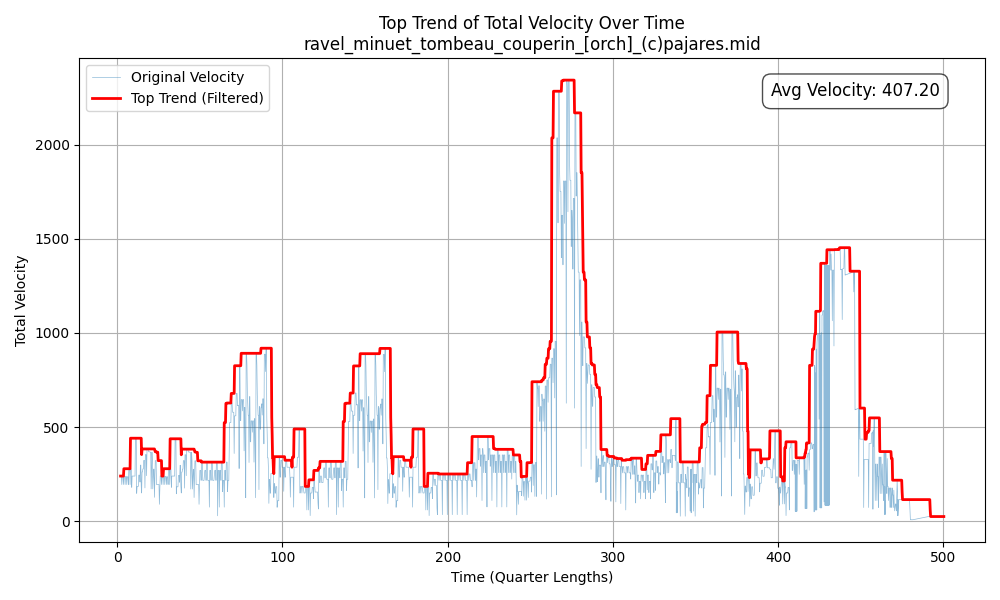 Top Trend of Total Velocity Over Time
ravel_minuet_tombeau_couperin_[orch]_(c)pajares.mid
Original Velocity
Top Trend (Filtered)
Avg Velocity: 407.20
Total Velocity
2000
1500
1000
500
0
0 100 200 300 400 500
Time (Quarter Lengths)